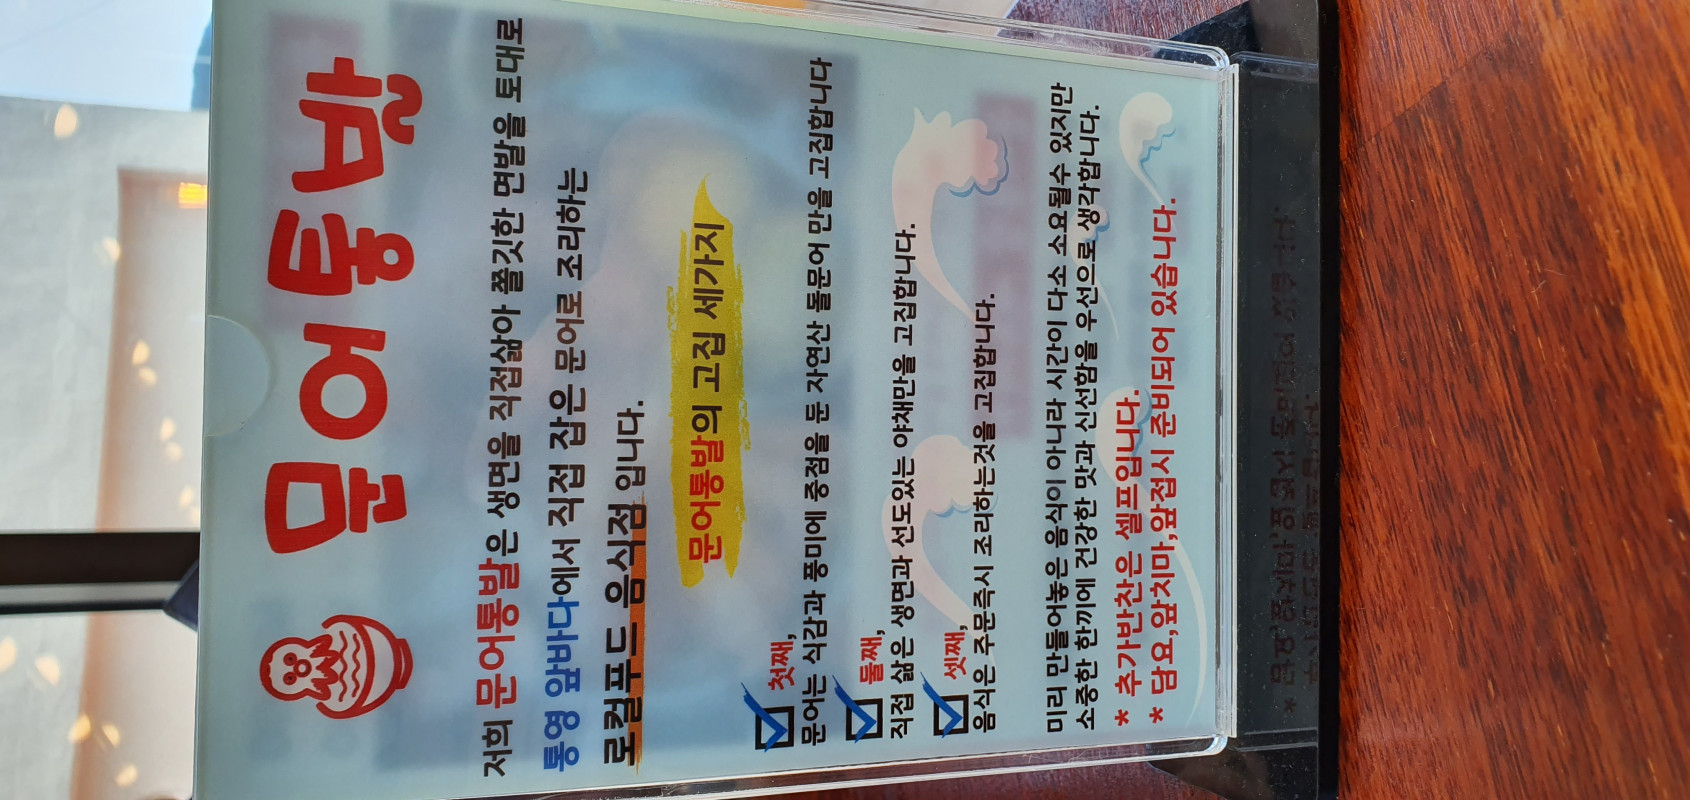 문어통발
저희 문어통발은 생면을 직접삶아 쫄깃한 면발을 토대로
통영 앞바다에서 직접 잡은 문어로 조리하는
로컬푸드 음식점 입니다.
문어통발의 고집 세가지
첫째,
문어는 식감과 풍미에 중점을 둔 자연산 돌문어 만을 고집합니다
둘째,
직접 삶은 생면과 선도있는 야채만을 고집합니다.
셋째,
음식은 주문즉시 조리하는것을 고집합니다.
미리 만들어놓은 음식이 아니라 시간이 다소 소요될수 있지만
소중한 한끼에 건강한 맛과 신선함을 우선으로 생각합니다.
* 추가반찬은 셀프입니다.
* 담요,앞치마,앞접시 준비되어 있습니다.